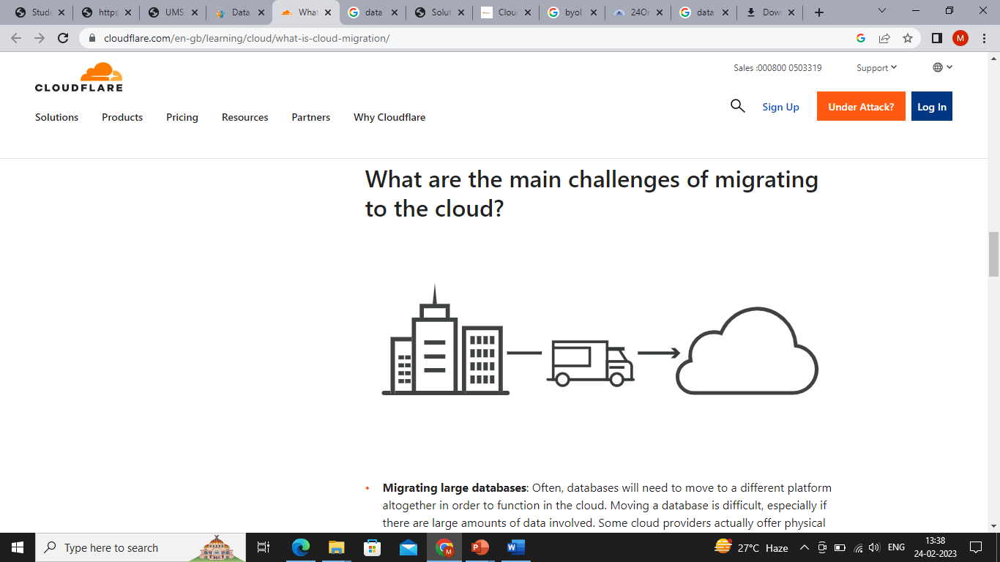 Stude
https
UMS
Data
What
data
Solut
Clou
byol
24Or
data
Dow
cloudflare.com/en-gb/learning/cloud/what-is-cloud-migration/
M
CLOUDFLARE
Sales :000800 0503319
Support
Solutions Products Pricing Resources Partners Why Cloudflare
Sign Up
Under Attack?
Log In
What are the main challenges of migrating
to the cloud?
• Migrating large databases: Often, databases will need to move to a different platform
altogether in order to function in the cloud. Moving a database is difficult, especially if
there are large amounts of data involved. Some cloud providers actually offer physical
Type here to search
27°C Haze
ENG
13:38
24-02-2023